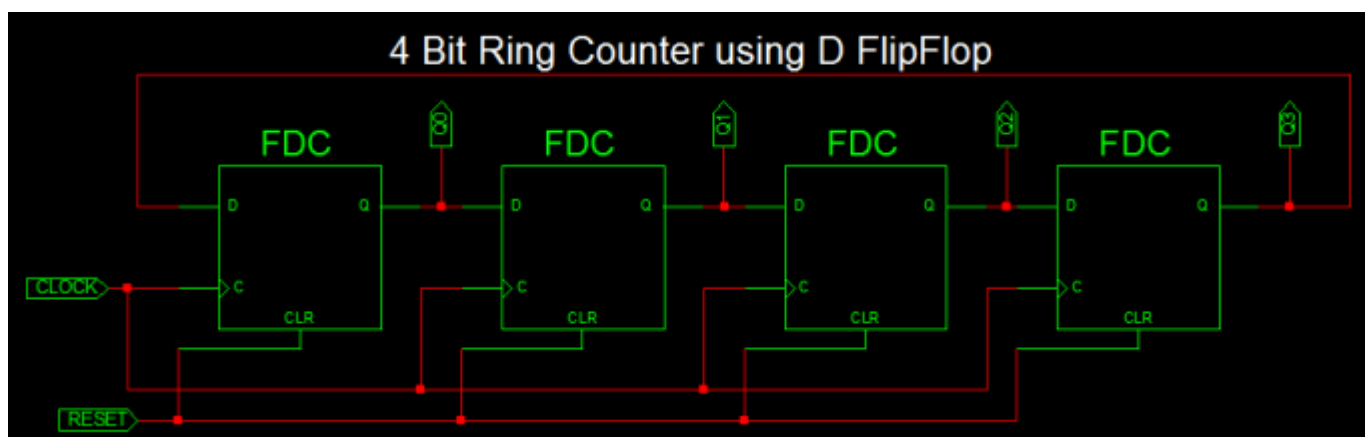 4 Bit Ring Counter using D FlipFlop
Q0 Q1 Q2 Q3
FDC FDC FDC FDC
D Q D Q D Q D Q
CLOCK C C C C
CLR CLR CLR CLR
RESET